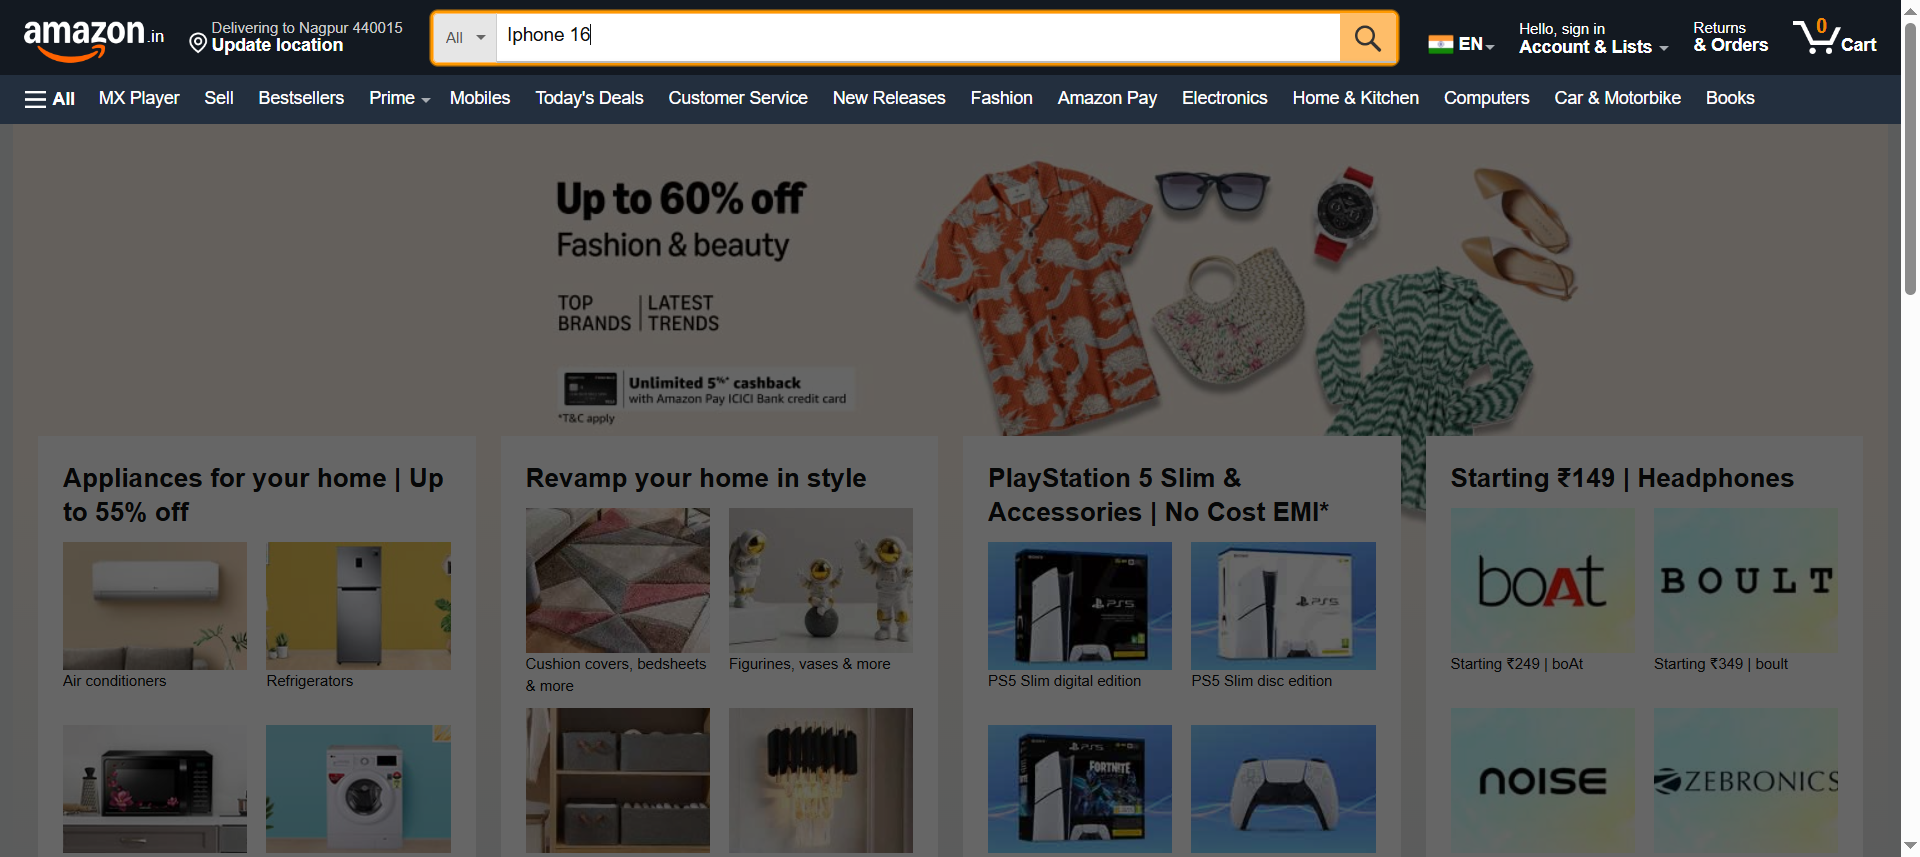 amazon.in
Delivering to Nagpur 440015
Update location
All
Iphone 16
EN
Hello, sign in
Account & Lists
Returns
& Orders
0
Cart
All
MX Player
Sell
Bestsellers
Prime
Mobiles
Today's Deals
Customer Service
New Releases
Fashion
Amazon Pay
Electronics
Home & Kitchen
Computers
Car & Motorbike
Books
Up to 60% off
Fashion & beauty
TOP BRANDS | LATEST TRENDS
Unlimited 5%* cashback
with Amazon Pay ICICI Bank credit card
*T&C apply
Appliances for your home | Up
to 55% off
Air conditioners
Refrigerators
Revamp your home in style
Cushion covers, bedsheets
& more
Figurines, vases & more
PlayStation 5 Slim &
Accessories | No Cost EMI*
PS5
PS5
PS5 Slim digital edition
PS5 Slim disc edition
PS5
FORTNITE
Starting ₹149 | Headphones
boAt
BOULT
Starting ₹249 | boAt
Starting ₹349 | boult
noise
ZEBRONICS